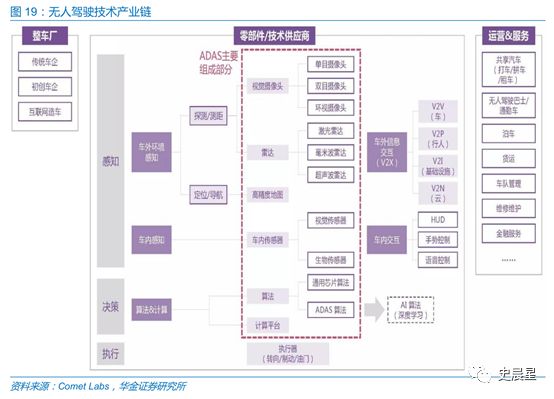 图 19：无人驾驶技术产业链
整车厂
传统车企
初创车企
互联网造车
零部件/技术供应商
ADAS主要
组成部分
感知
车外环境
感知
探测/测距
定位/导航
视觉摄像头
单目摄像头
双目摄像头
环视摄像头
雷达
激光雷达
毫米波雷达
超声波雷达
高精度地图
车外信息
交互
（V2X）
V2V
（车）
V2P
（行人）
V2I
（基础设施）
V2N
（云）
车内感知
车内传感器
视觉传感器
生物传感器
车内交互
HUD
手势控制
语音控制
决策
算法&计算
算法
通用芯片算法
ADAS 算法
AI 算法
（深度学习）
计算平台
执行
执行器
（转向/制动/油门）
运营&服务
共享汽车
（打车/拼车
/租车）
无人驾驶巴士/
通勤车
泊车
货运
车队管理
维修维护
金融服务
……
资料来源：Comet Labs，华金证券研究所
史晨星